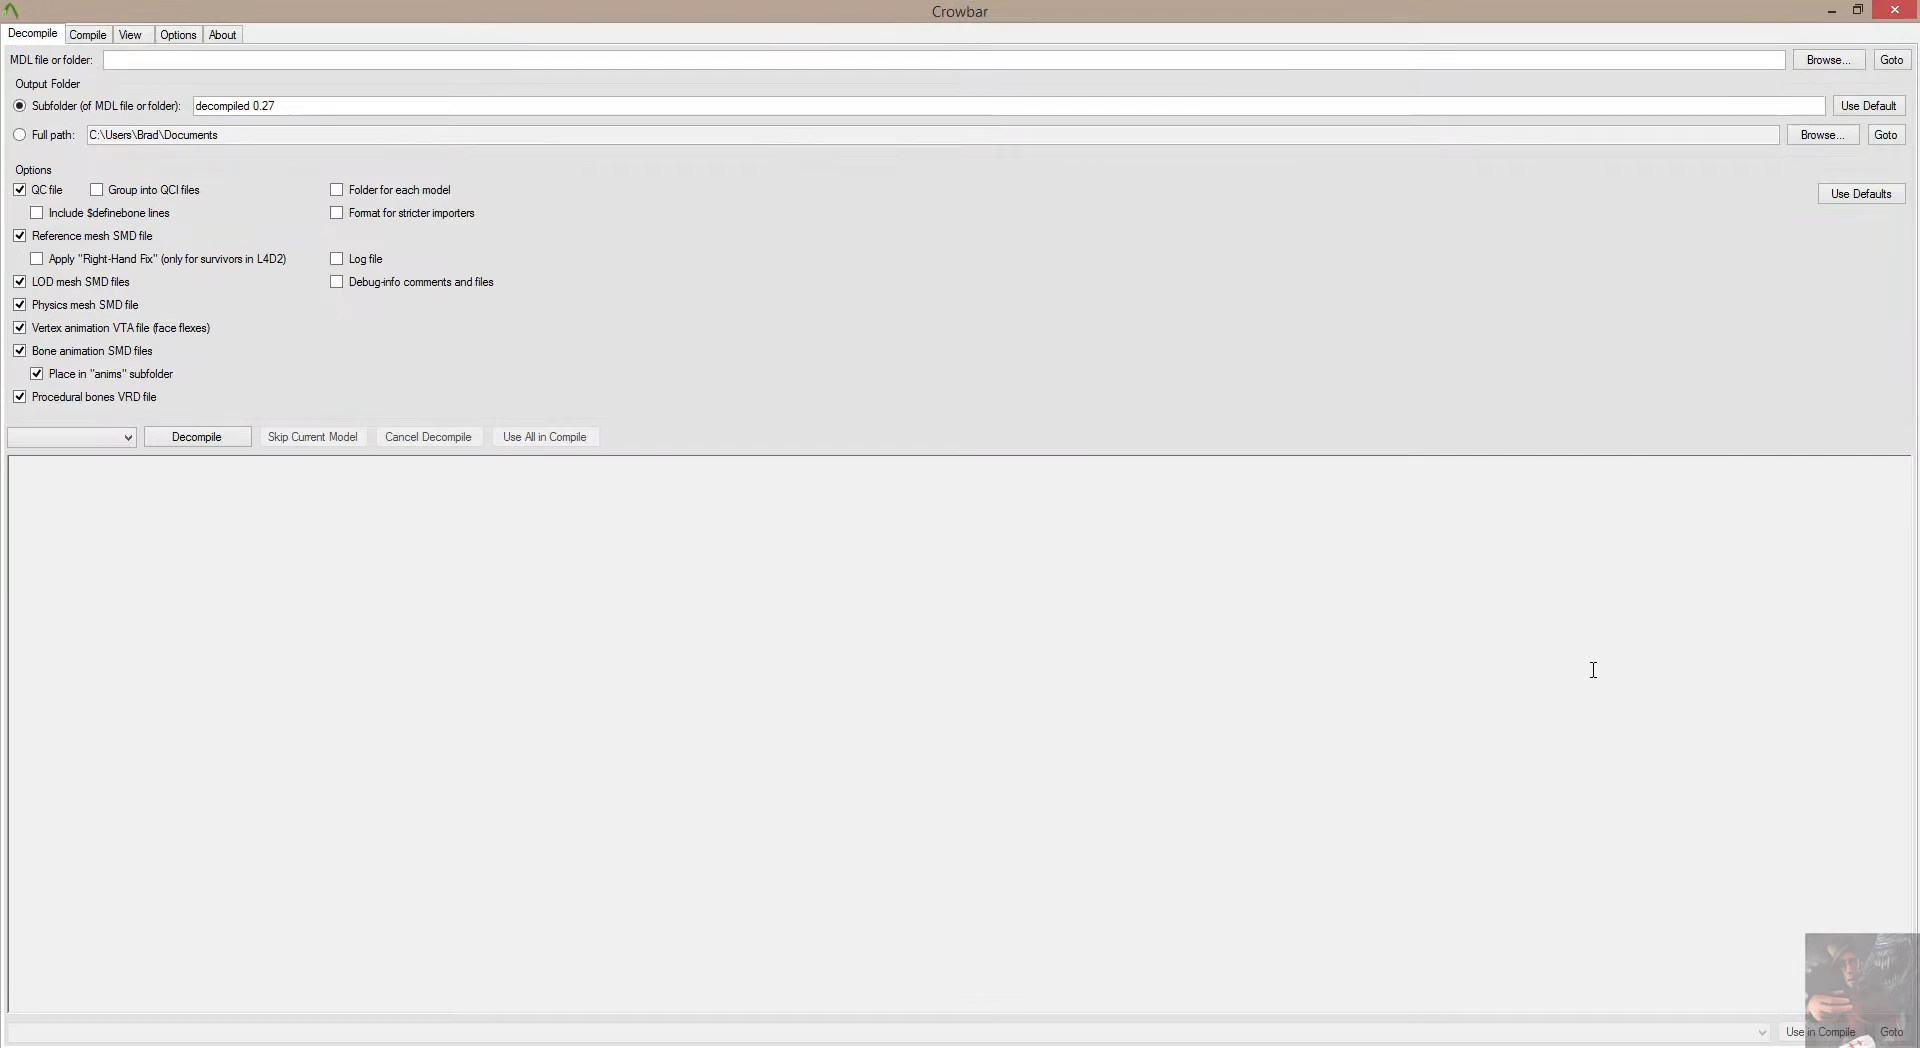 Crowbar
Decompile Compile View Options About
MDL file or folder: Browse... Goto
Output Folder
Subfolder (of MDL file or folder): decompiled 0.27 Use Default
Full path: C:\Users\Brad\Documents Browse... Goto
Options
QC file Group into QCI files Folder for each model Use Defaults
Include $definebone lines Format for stricter importers
Reference mesh SMD file
Apply "Right-Hand Fix" (only for survivors in L4D2) Log file
LOD mesh SMD files Debug-info comments and files
Physics mesh SMD file
Vertex animation VTA file (face flexes)
Bone animation SMD files
Place in "anims" subfolder
Procedural bones VRD file
Decompile Skip Current Model Cancel Decompile Use All in Compile
Use in Compile Goto